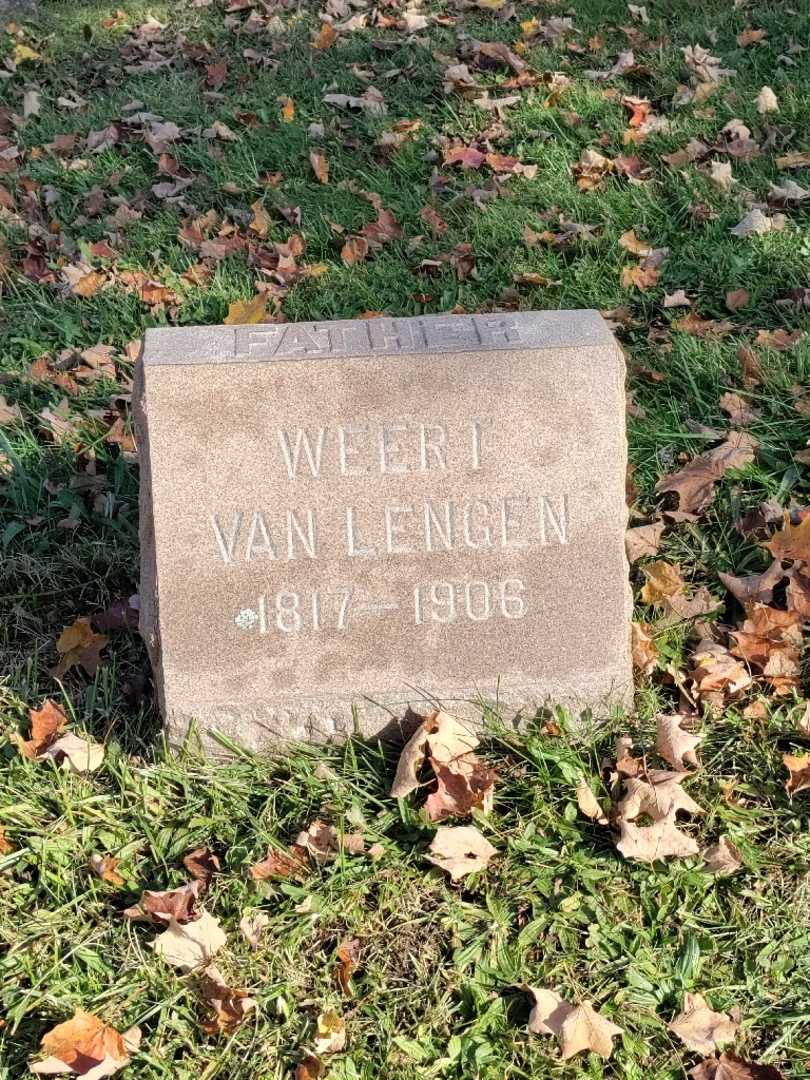 FATHER
WEERT
VAN LENGEN
1817—1906